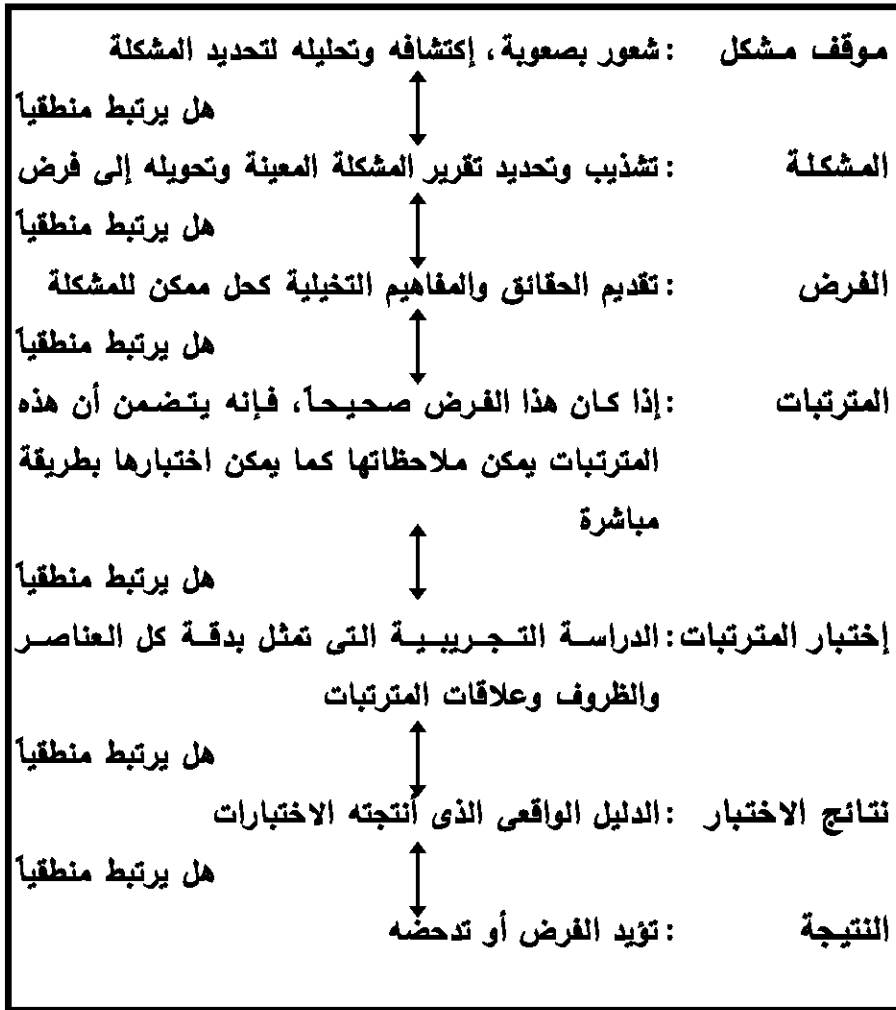 موقف مشكل : شعور بصعوبة، إكتشافه وتحليله لتحديد المشكلة
هل يرتبط منطقياً
المشكلة : تشذيب وتحديد تقرير المشكلة المعينة وتحويله إلى فرض
هل يرتبط منطقياً
الفرض : تقديم الحقائق والمفاهيم التخيلية كحل ممكن للمشكلة
هل يرتبط منطقياً
المترتبات : إذا كان هذا الفرض صحيحاً، فإنه يتضمن أن هذه
المترتبات يمكن ملاحظاتها كما يمكن اختبارها بطريقة
مباشرة
هل يرتبط منطقياً
إختبار المترتبات : الدراسة التجريبية التى تمثل بدقة كل العناصر
والظروف وعلاقات المترتبات
هل يرتبط منطقياً
نتائج الاختبار : الدليل الواقعى الذى أنتجته الاختبارات
هل يرتبط منطقياً
النتيجة : تؤيد الفرض أو تدحضه